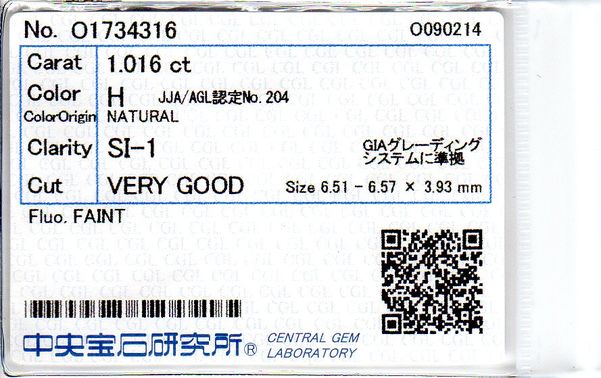 No. O1734316
O090214
Carat 1.016 ct
Color H JJA/AGL認定No.204
ColorOrigin NATURAL
Clarity SI-1 GIAグレーディング
システムに準拠
Cut VERY GOOD Size 6.51 - 6.57 × 3.93 mm
Fluo. FAINT
中央宝石研究所® CENTRAL GEM
LABORATORY